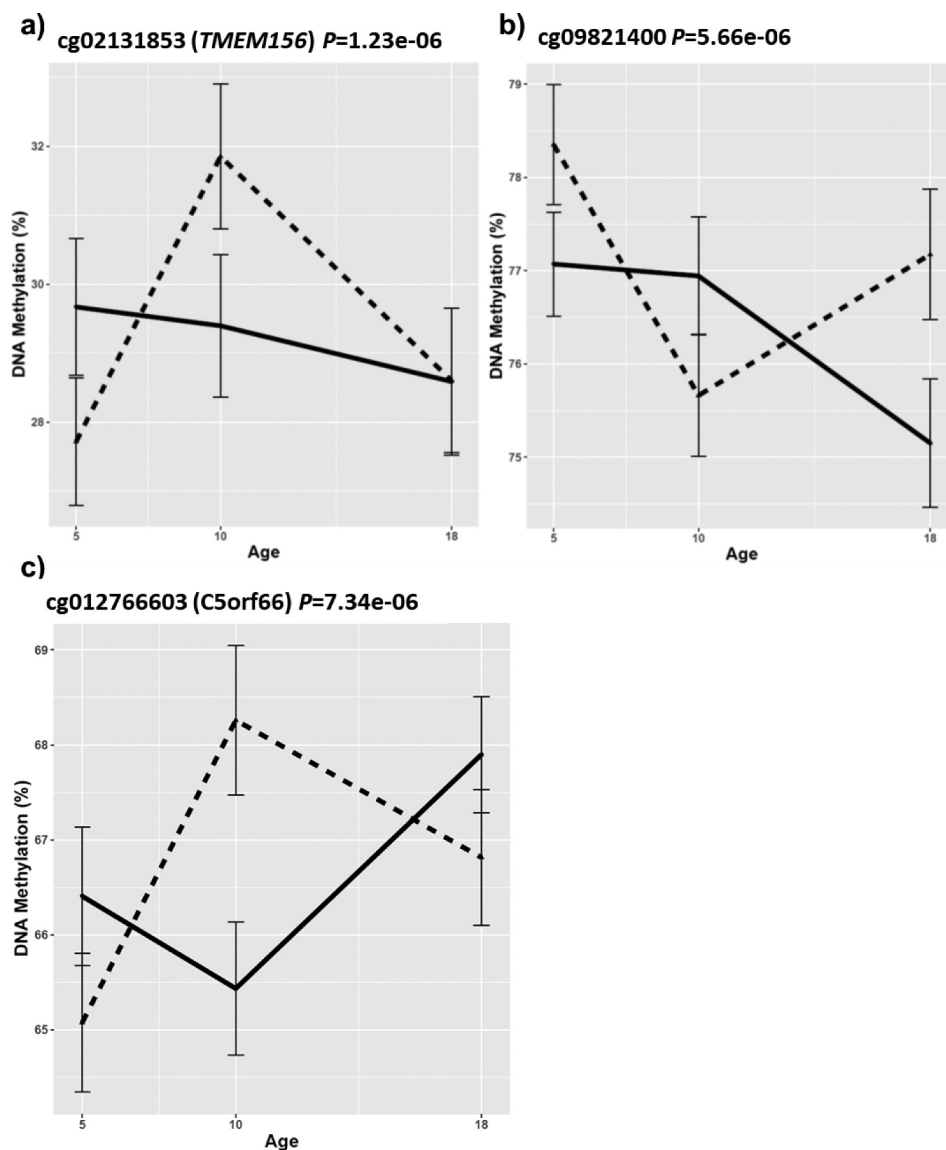 a)
cg02131853 (TMEM156) P=1.23e-06
DNA Methylation (%)
32
30
28
5
10
18
Age
b)
cg09821400 P=5.66e-06
DNA Methylation (%)
79
78
77
76
75
5
10
18
Age
c)
cg012766603 (C5orf66) P=7.34e-06
DNA Methylation (%)
69
68
67
66
65
5
10
18
Age